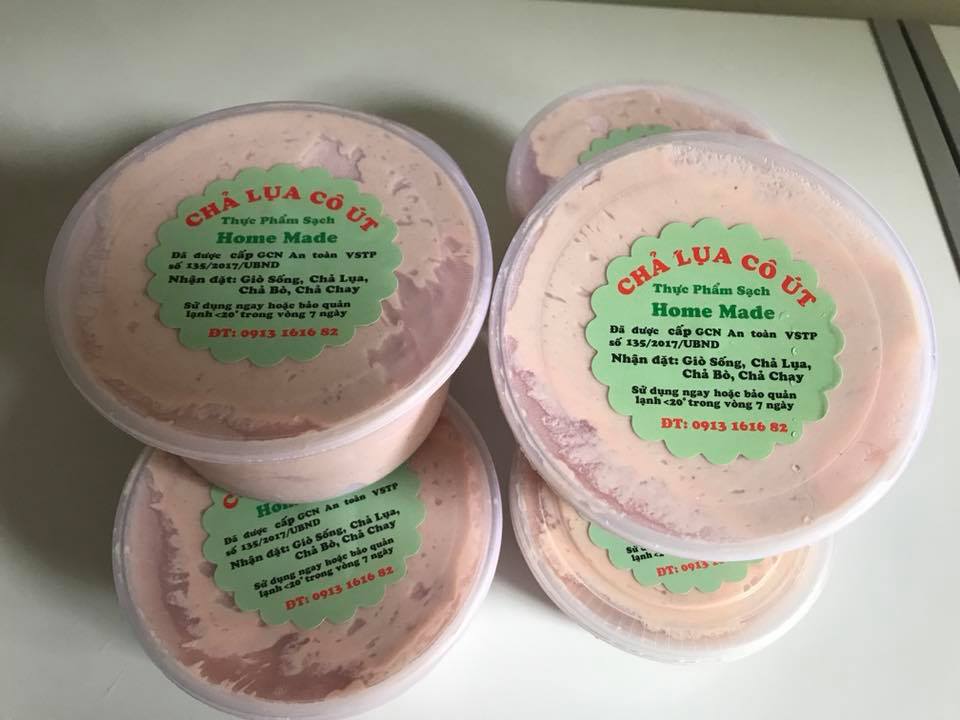 CHẢ LỤA CÔ ÚT
Thực Phẩm Sạch
Home Made
Đã được cấp GCN An toàn VSTP
số 135/2017/UBND
Nhận đặt: Giò Sống, Chả Lụa,
Chả Bò, Chả Chay
Sử dụng ngay hoặc bảo quản
lạnh <20° trong vòng 7 ngày
ĐT: 0913 1616 82
CHẢ LỤA CÔ ÚT
Thực Phẩm Sạch
Home Made
Đã được cấp GCN An toàn VSTP
số 135/2017/UBND
Nhận đặt: Giò Sống, Chả Lụa,
Chả Bò, Chả Chay
Sử dụng ngay hoặc bảo quản
lạnh <20° trong vòng 7 ngày
ĐT: 0913 1616 82
Đã được cấp GCN An toàn VSTP
số 135/2017/UBND
Nhận đặt: Giò Sống, Chả Lụa,
Chả Bò, Chả Chay
Sử dụng ngay hoặc bảo quản
lạnh <20° trong vòng 7 ngày
ĐT: 0913 1616 82
trong vòng 7 ngày
ĐT: 0913